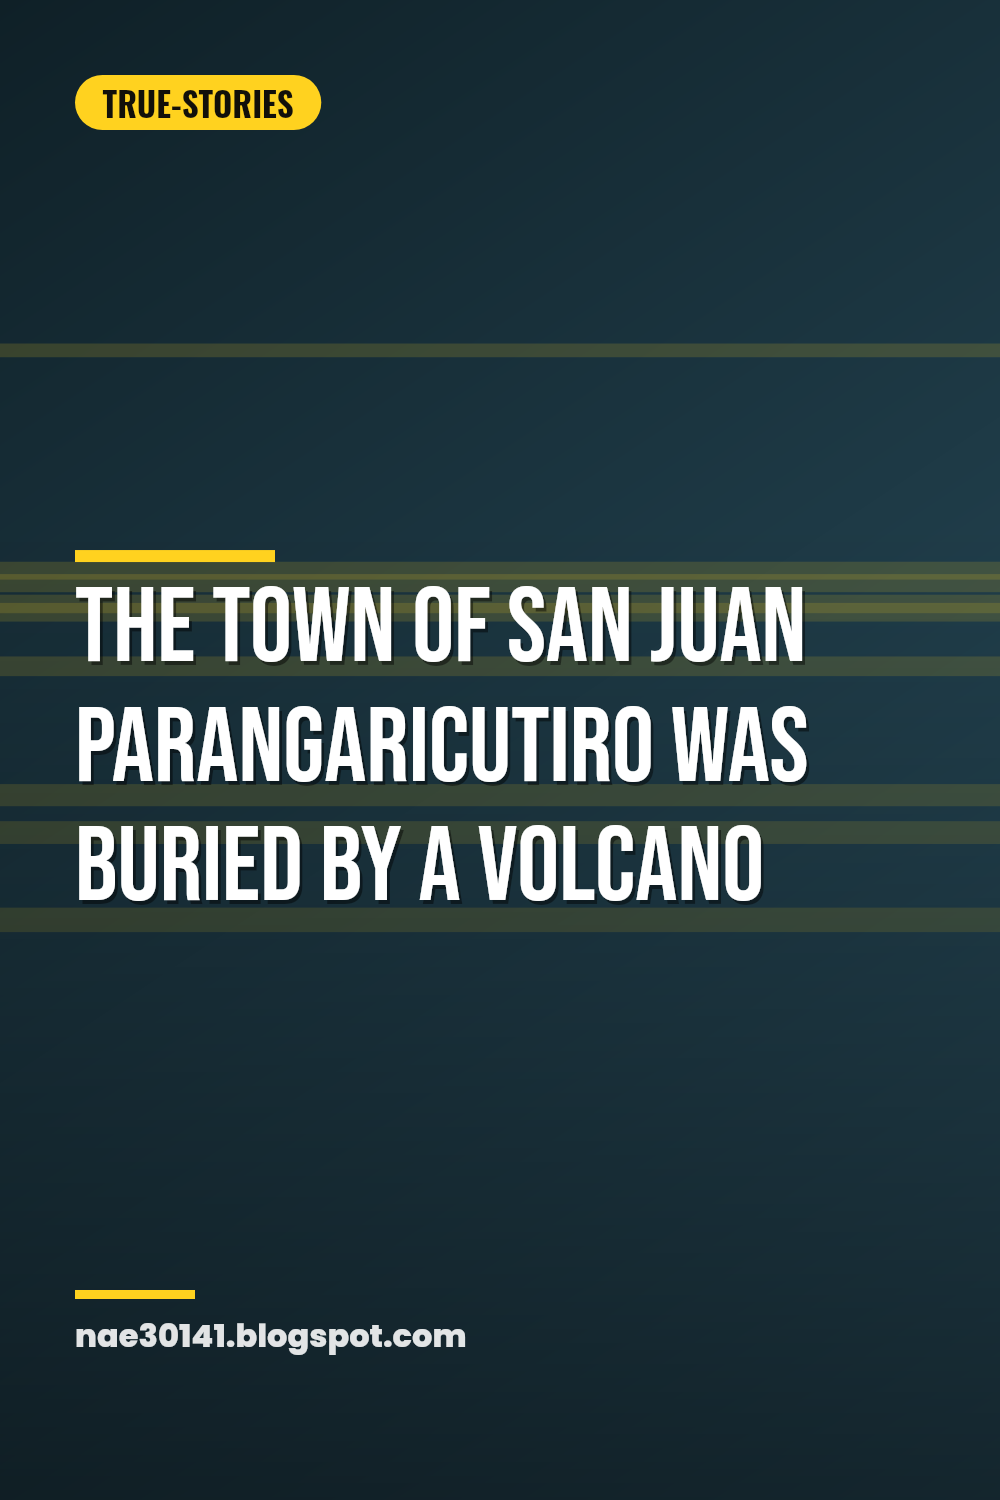 TRUE-STORIES
THE TOWN OF SAN JUAN
PARANGARICUTIRO WAS
BURIED BY A VOLCANO
nae30141.blogspot.com